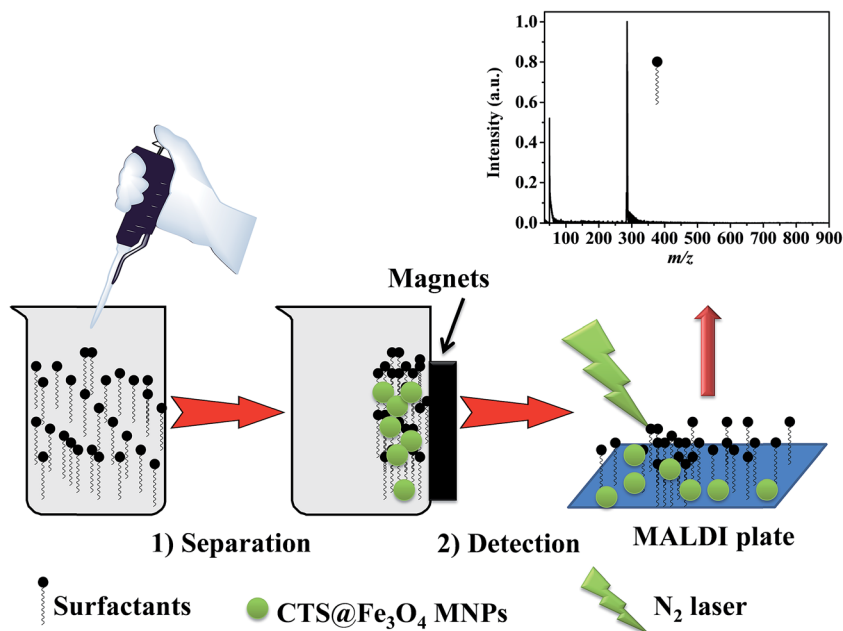 1.0
0.8
0.6
0.4
0.2
0.0
Intensity (a.u.)
100 200 300 400 500 600 700 800 900
m/z
Magnets
1) Separation
2) Detection
MALDI plate
Surfactants
CTS@Fe₃O₄ MNPs
N₂ laser